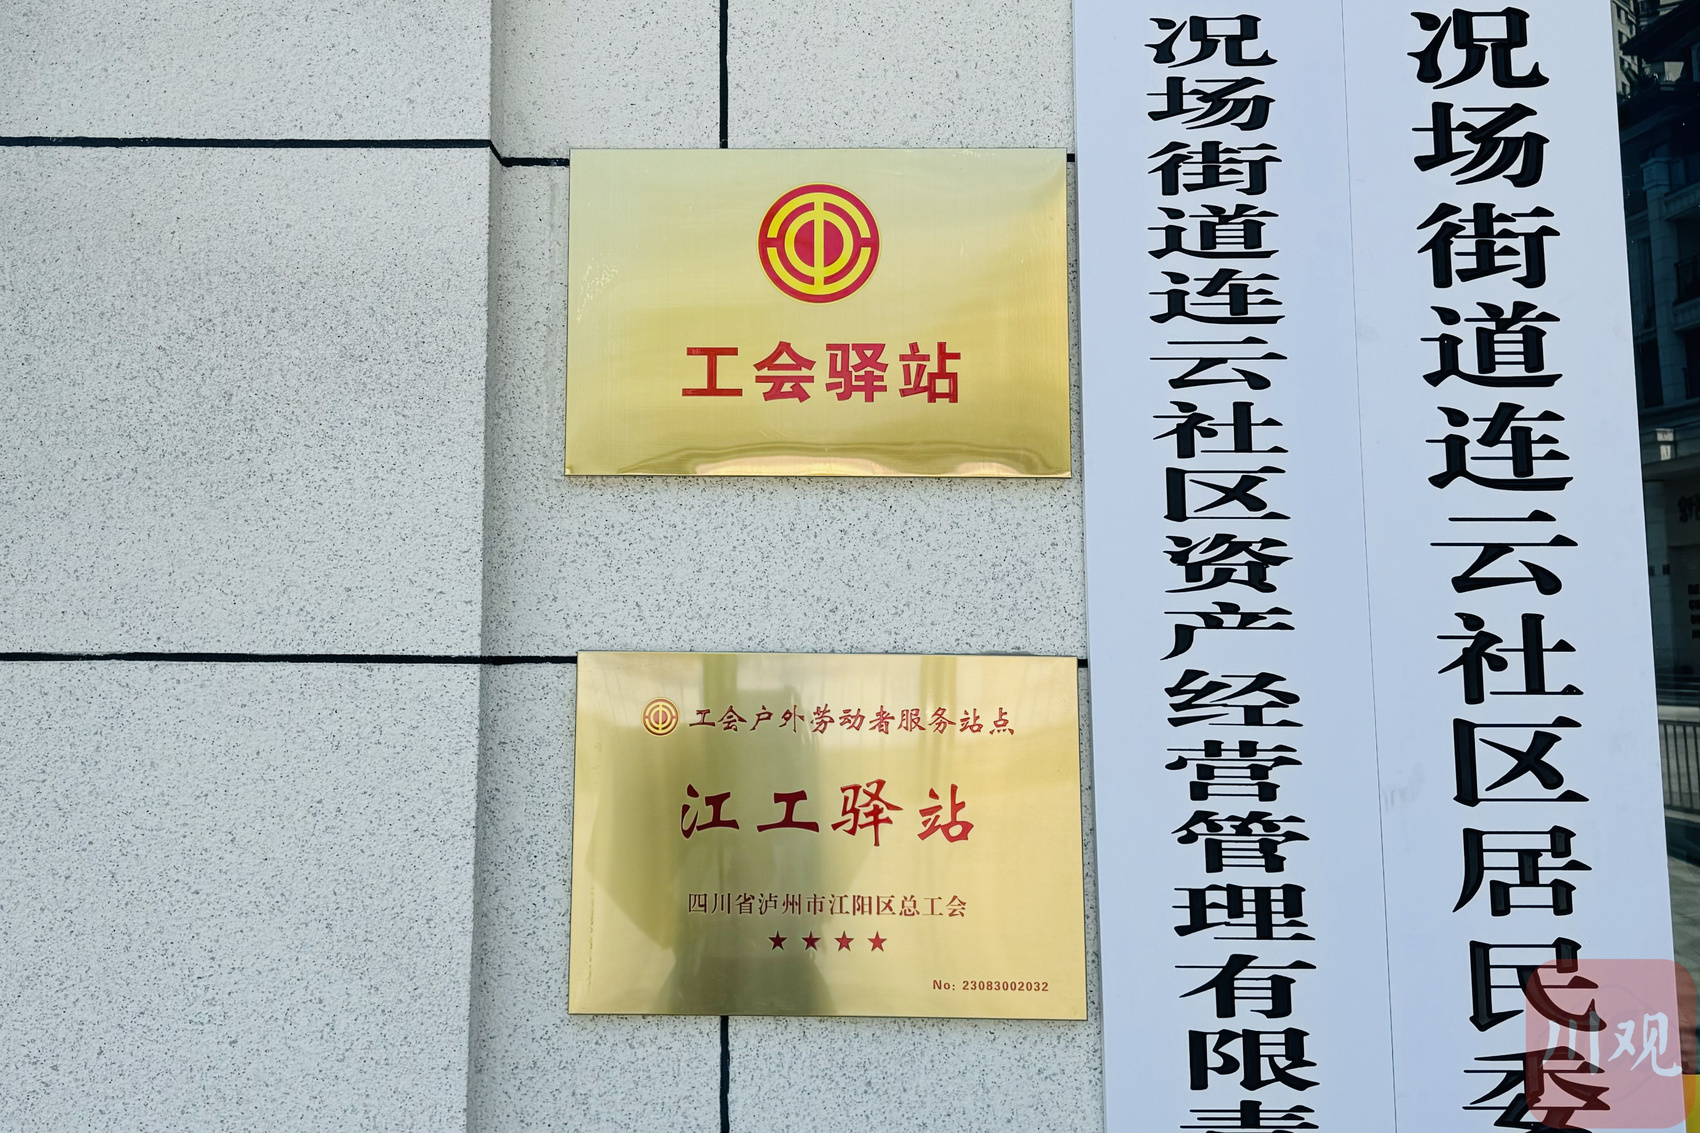 工会驿站
工会户外劳动者服务站点
江工驿站
四川省泸州市江阳区总工会
★★★★
No: 23083002032
况场街道连云社区资产经营管理有限责
况场街道连云社区居民委
川观